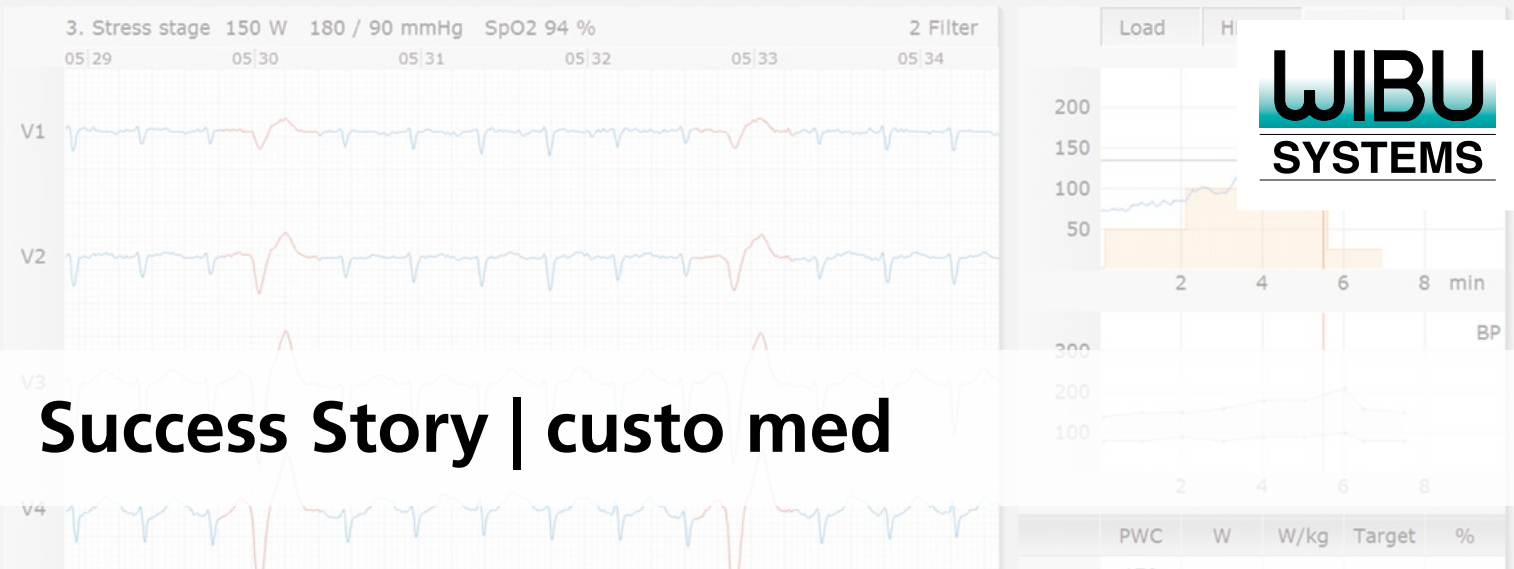 3. Stress stage 150 W 180 / 90 mmHg SpO2 94 % 2 Filter
05|29 05|30 05|31 05|32 05|33 05|34
V1
V2
V3
V4
Load
WIBU
SYSTEMS
200
150
100
50
2 4 6 8 min
BP
300
200
100
2 4 6 8
Success Story | custo med
PWC W W/kg Target %